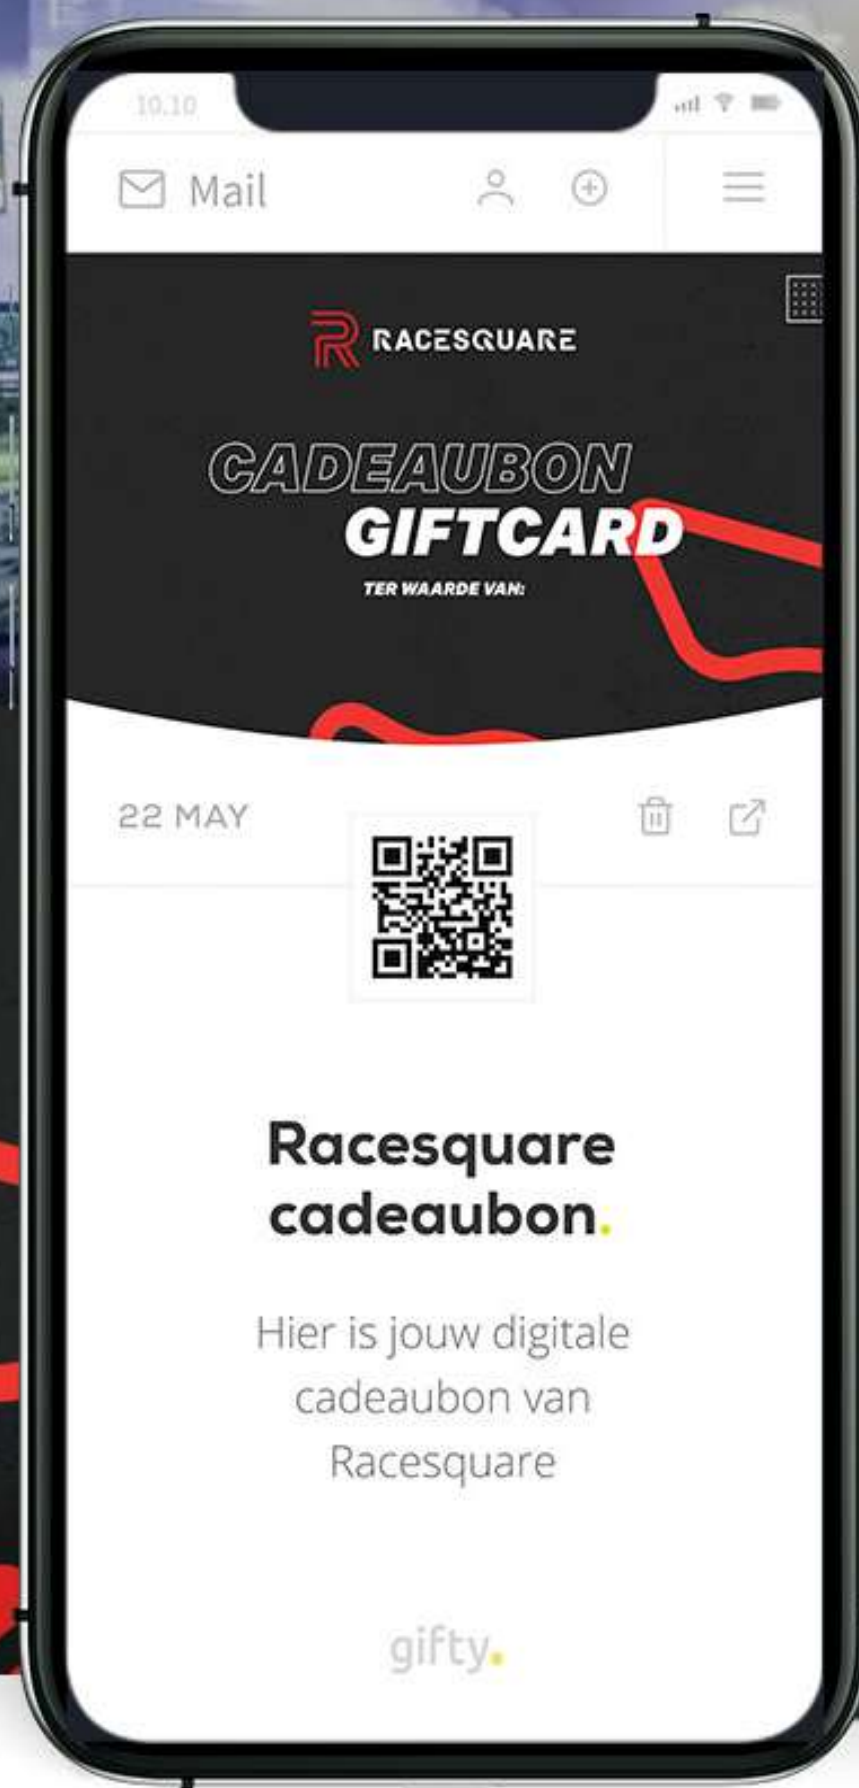 10.10
Mail
RACESQUARE
CADEAUBON
GIFTCARD
TER WAARDE VAN:
22 MAY
Racesquare
cadeaubon.
Hier is jouw digitale
cadeaubon van
Racesquare
gifty.